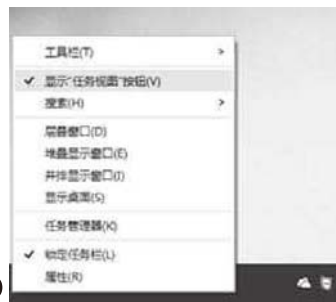 工具栏(T)
显示“任务视图”按钮(V)
搜索(H)
层叠窗口(D)
堆叠显示窗口(E)
并排显示窗口(I)
显示桌面(S)
任务管理器(K)
锁定任务栏(L)
属性(R)